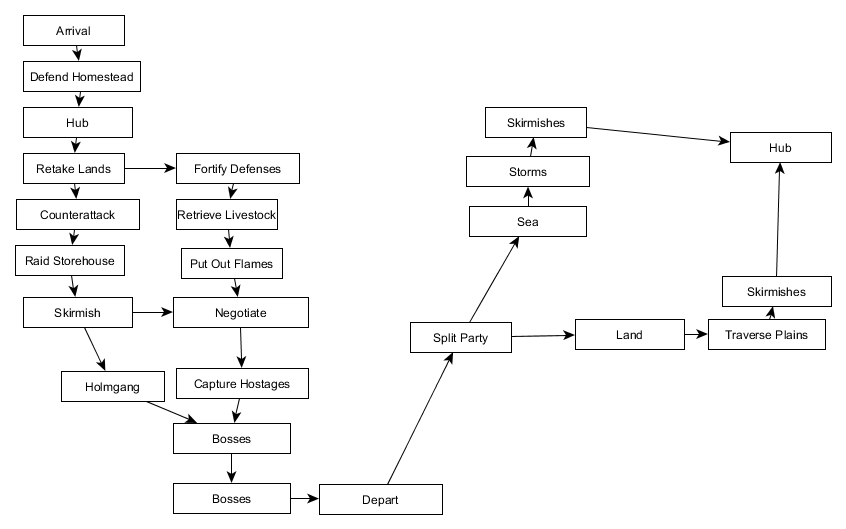 Arrival
Defend Homestead
Hub
Retake Lands
Fortify Defenses
Counterattack
Retrieve Livestock
Raid Storehouse
Put Out Flames
Skirmish
Negotiate
Holmgang
Capture Hostages
Bosses
Bosses
Depart
Split Party
Sea
Storms
Skirmishes
Land
Traverse Plains
Skirmishes
Hub